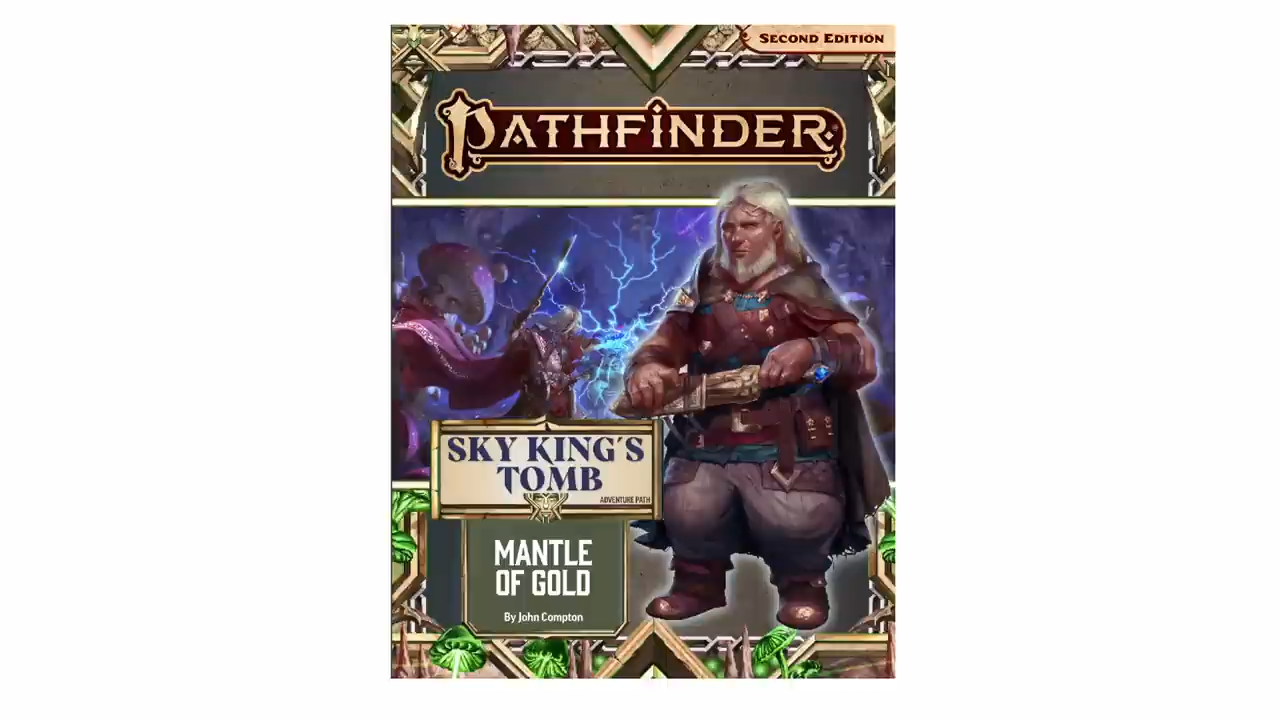 SECOND EDITION
PATHFINDER
SKY KING'S
TOMB
ADVENTURE PATH
MANTLE
OF GOLD
By John Compton